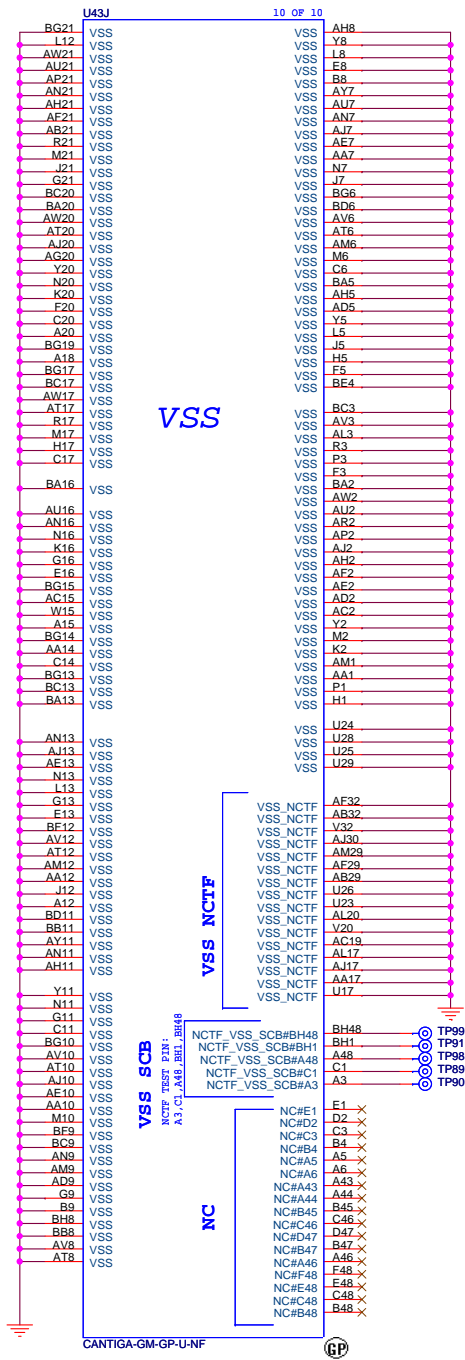 U43J
10 OF 10
BG21 VSS
L12 VSS
AW21 VSS
AU21 VSS
AP21 VSS
AN21 VSS
AH21 VSS
AF21 VSS
AB21 VSS
R21 VSS
M21 VSS
J21 VSS
G21 VSS
BC20 VSS
BA20 VSS
AW20 VSS
AT20 VSS
AJ20 VSS
AG20 VSS
Y20 VSS
N20 VSS
K20 VSS
F20 VSS
C20 VSS
A20 VSS
BG19 VSS
A18 VSS
BG17 VSS
BC17 VSS
AW17 VSS
AT17 VSS
R17 VSS
M17 VSS
H17 VSS
C17 VSS
BA16 VSS
AU16 VSS
AN16 VSS
N16 VSS
K16 VSS
G16 VSS
E16 VSS
BG15 VSS
AC15 VSS
W15 VSS
A15 VSS
BG14 VSS
AA14 VSS
C14 VSS
BG13 VSS
BC13 VSS
BA13 VSS
AN13 VSS
AJ13 VSS
AE13 VSS
N13 VSS
L13 VSS
G13 VSS
E13 VSS
BF12 VSS
AV12 VSS
AT12 VSS
AM12 VSS
AA12 VSS
J12 VSS
A12 VSS
BD11 VSS
BB11 VSS
AY11 VSS
AN11 VSS
AH11 VSS
Y11 VSS
N11 VSS
G11 VSS
C11 VSS
BG10 VSS
AV10 VSS
AT10 VSS
AJ10 VSS
AE10 VSS
AA10 VSS
M10 VSS
BF9 VSS
BC9 VSS
AN9 VSS
AM9 VSS
AD9 VSS
G9 VSS
B9 VSS
BH8 VSS
BB8 VSS
AV8 VSS
AT8 VSS
VSS
VSS AH8
VSS Y8
VSS L8
VSS E8
VSS B8
VSS AY7
VSS AU7
VSS AN7
VSS AJ7
VSS AE7
VSS AA7
VSS N7
VSS J7
VSS BG6
VSS BD6
VSS AV6
VSS AT6
VSS AM6
VSS M6
VSS C6
VSS BA5
VSS AH5
VSS AD5
VSS Y5
VSS L5
VSS J5
VSS H5
VSS F5
VSS BE4
VSS BC3
VSS AV3
VSS AL3
VSS R3
VSS P3
VSS F3
VSS BA2
VSS AW2
VSS AU2
VSS AR2
VSS AP2
VSS AJ2
VSS AH2
VSS AF2
VSS AE2
VSS AD2
VSS AC2
VSS Y2
VSS M2
VSS K2
VSS AM1
VSS AA1
VSS P1
VSS H1
VSS U24
VSS U28
VSS U25
VSS U29
VSS NCTF
VSS_NCTF AF32
VSS_NCTF AB32
VSS_NCTF V32
VSS_NCTF AJ30
VSS_NCTF AM29
VSS_NCTF AF29
VSS_NCTF AB29
VSS_NCTF U26
VSS_NCTF U23
VSS_NCTF AL20
VSS_NCTF V20
VSS_NCTF AC19
VSS_NCTF AL17
VSS_NCTF AJ17
VSS_NCTF AA17
VSS_NCTF U17
VSS SCB
NCTF TEST PIN:
A3,C1,A48,BH1,BH48
NCTF_VSS_SCB#BH48 BH48 TP99
NCTF_VSS_SCB#BH1 BH1 TP91
NCTF_VSS_SCB#A48 A48 TP98
NCTF_VSS_SCB#C1 C1 TP89
NCTF_VSS_SCB#A3 A3 TP90
NC
NC#E1 E1
NC#D2 D2
NC#C3 C3
NC#B4 B4
NC#A5 A5
NC#A6 A6
NC#A43 A43
NC#A44 A44
NC#B45 B45
NC#C46 C46
NC#D47 D47
NC#B47 B47
NC#A46 A46
NC#F48 F48
NC#E48 E48
NC#C48 C48
NC#B48 B48
CANTIGA-GM-GP-U-NF
GP